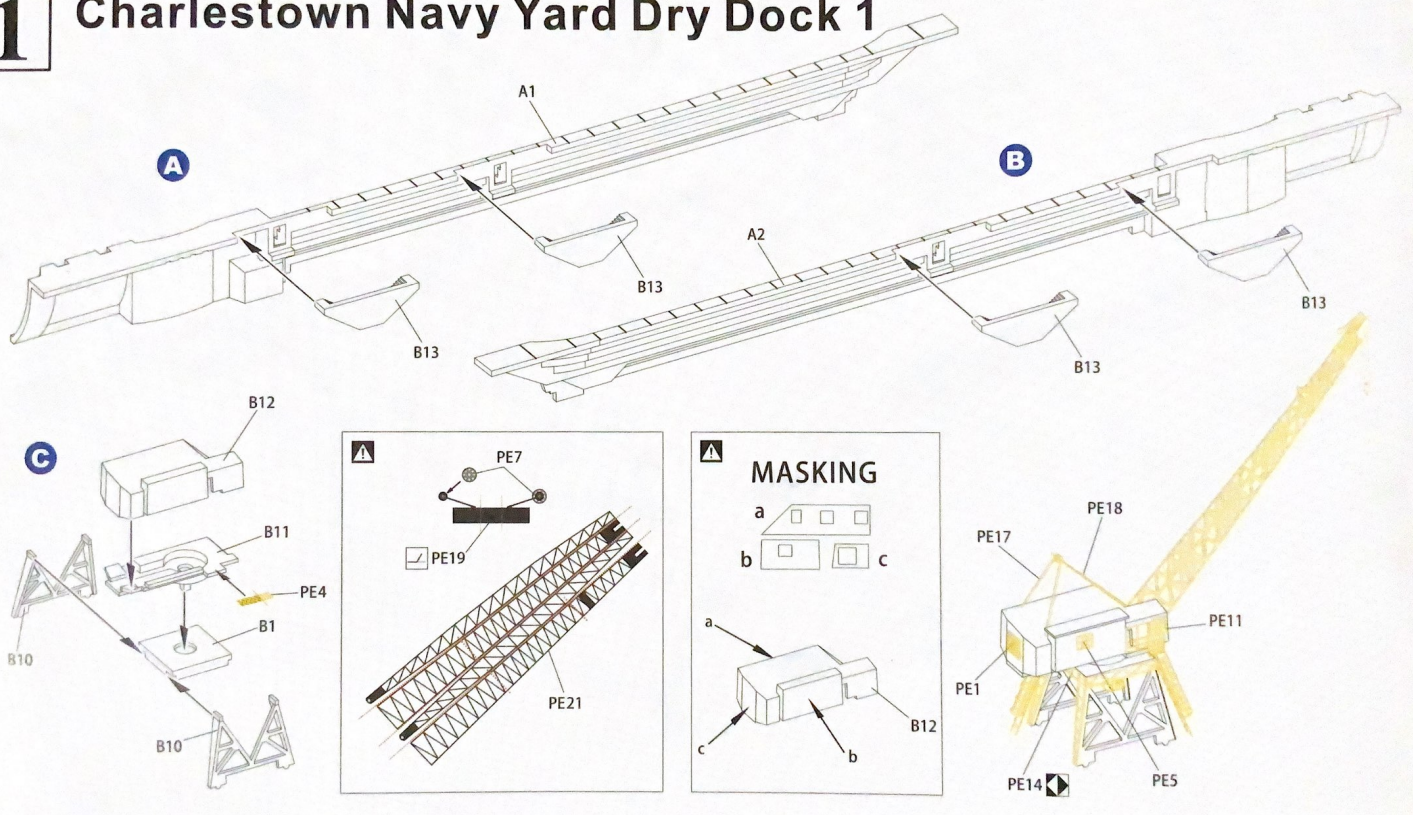 1 Charlestown Navy Yard Dry Dock 1
A1
A
B
A2
B13
B13
B13
B13
B12
C
PE7
MASKING
a
PE18
B11
PE17
PE19
b
c
PE4
B1
a
PE11
B10
PE1
PE21
B12
B10
c
b
PE14
PE5